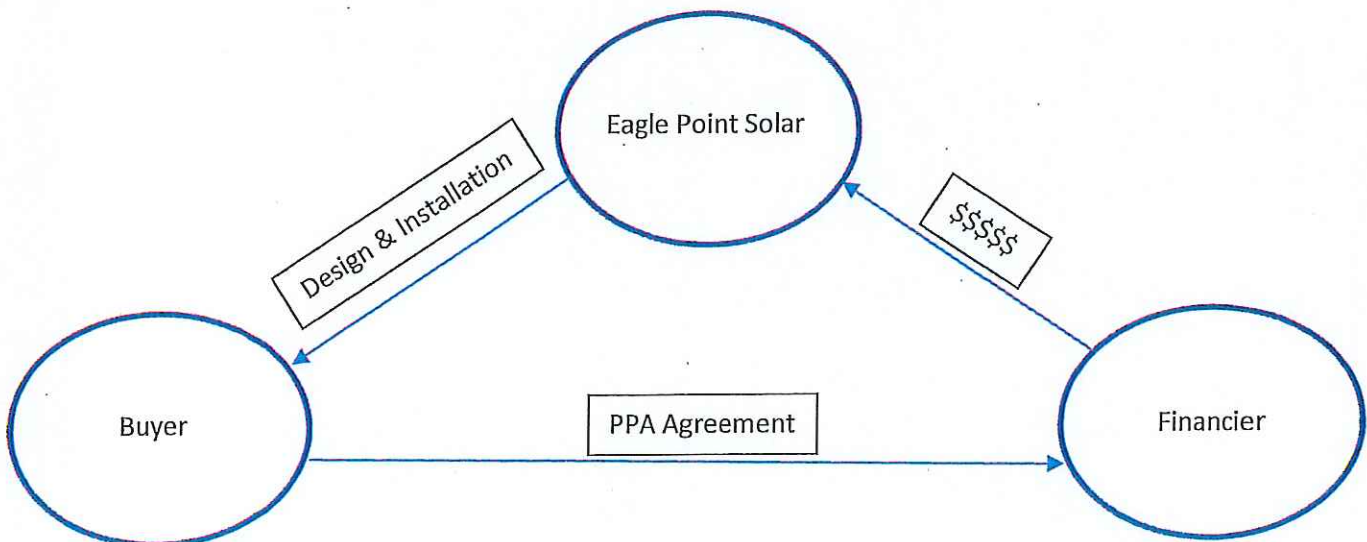 Eagle Point Solar
Design & Installation
$$$$$
Buyer
PPA Agreement
Financier